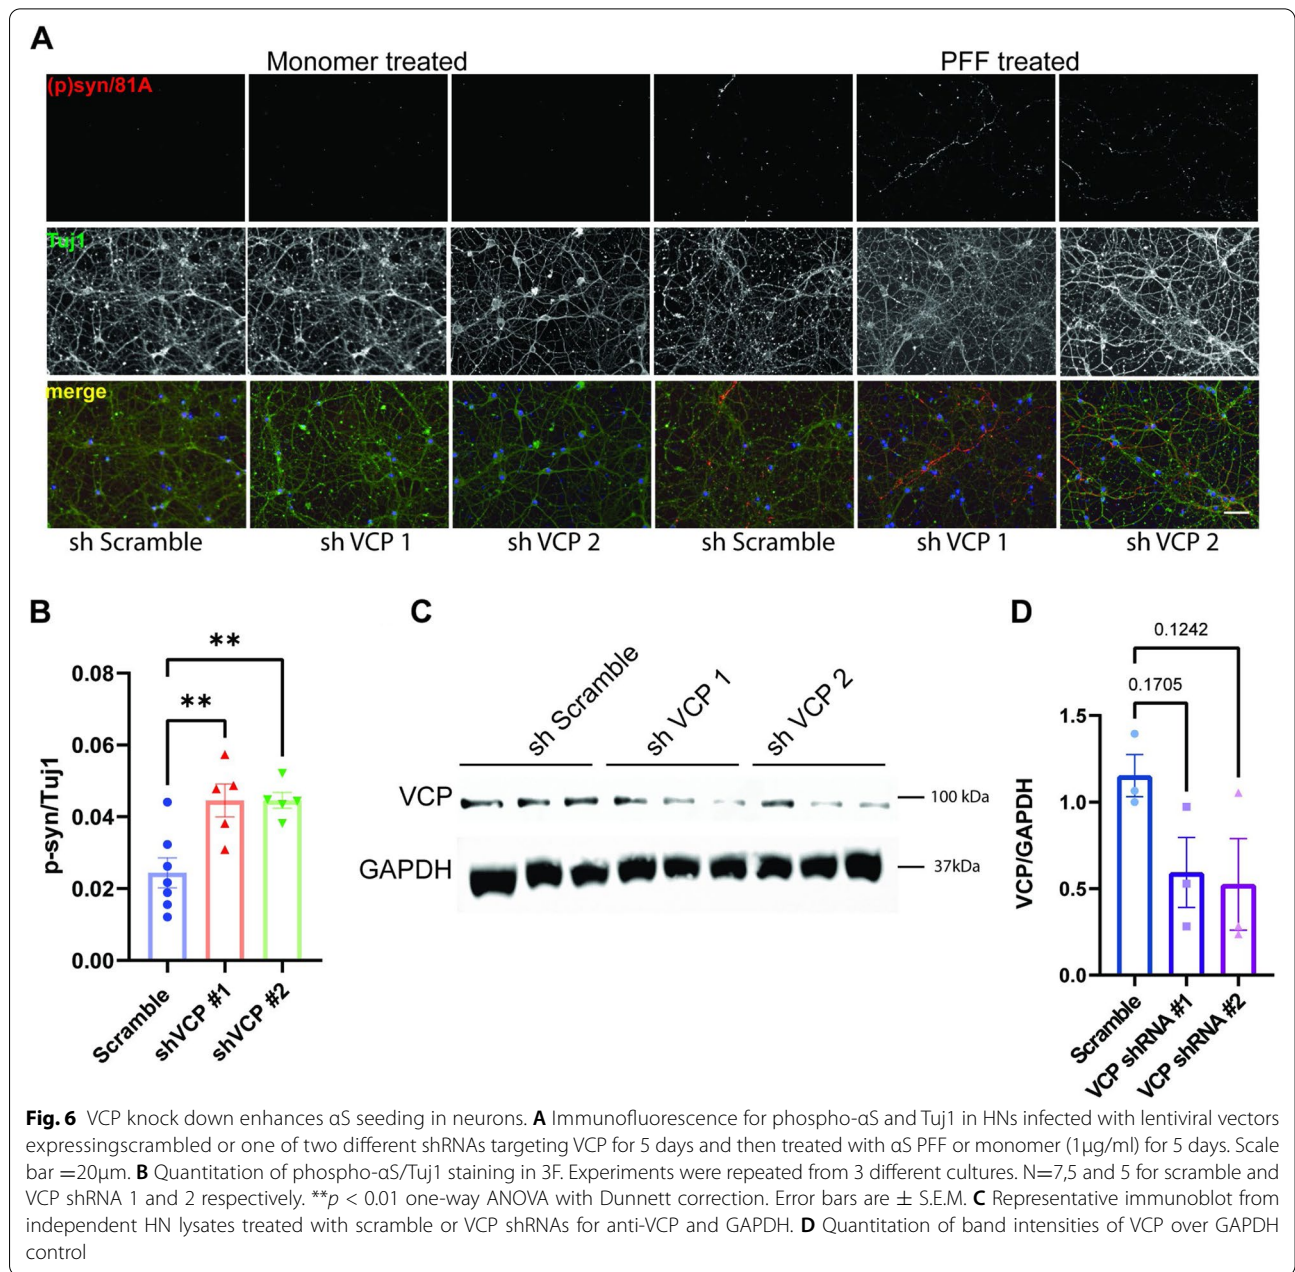 A
Monomer treated PFF treated
(p)syn/81A
Tuj1
merge
sh Scramble sh VCP 1 sh VCP 2 sh Scramble sh VCP 1 sh VCP 2
B
**
**
0.08
0.06
0.04
0.02
0.00
p-syn/Tuj1
Scramble
shVCP #1
shVCP #2
C
sh Scramble
sh VCP 1
sh VCP 2
VCP
100 kDa
GAPDH
37kDa
D
0.1242
0.1705
1.5
1.0
0.5
0.0
VCP/GAPDH
Scramble
VCP shRNA #1
VCP shRNA #2
Fig. 6 VCP knock down enhances αS seeding in neurons. A Immunofluorescence for phospho-αS and Tuj1 in HNs infected with lentiviral vectors
expressingscrambled or one of two different shRNAs targeting VCP for 5 days and then treated with αS PFF or monomer (1μg/ml) for 5 days. Scale
bar =20μm. B Quantitation of phospho-αS/Tuj1 staining in 3F. Experiments were repeated from 3 different cultures. N=7,5 and 5 for scramble and
VCP shRNA 1 and 2 respectively. **p < 0.01 one-way ANOVA with Dunnett correction. Error bars are ± S.E.M. C Representative immunoblot from
independent HN lysates treated with scramble or VCP shRNAs for anti-VCP and GAPDH. D Quantitation of band intensities of VCP over GAPDH
control